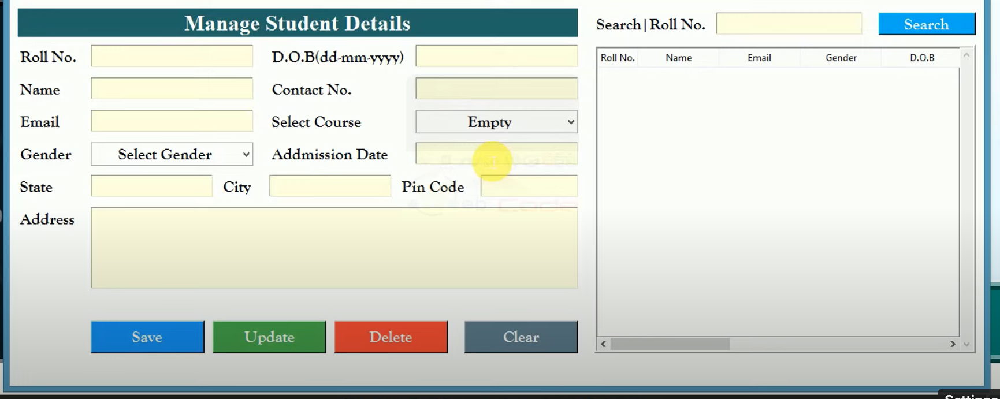 Manage Student Details
Search|Roll No.
Search
Roll No.
D.O.B(dd-mm-yyyy)
Name
Contact No.
Email
Select Course
Empty
Gender
Select Gender
Addmission Date
State
City
Pin Code
Address
Save
Update
Delete
Clear
Roll No. Name Email Gender D.O.B